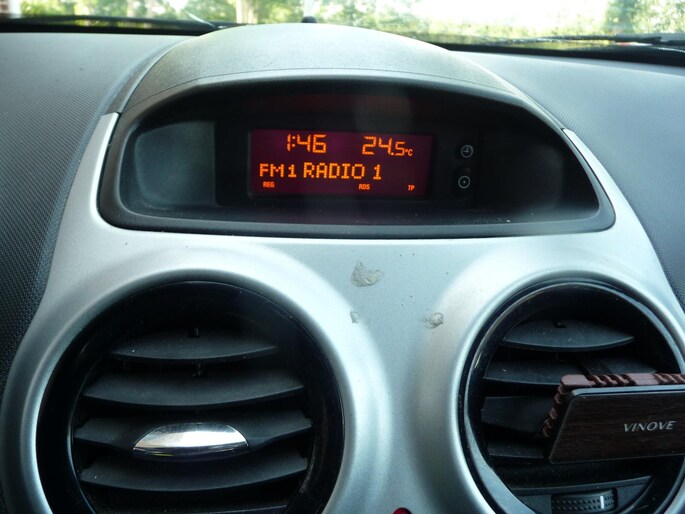 1:46 24.5°C
FM1 RADIO 1
REG RDS TP
VINOVE